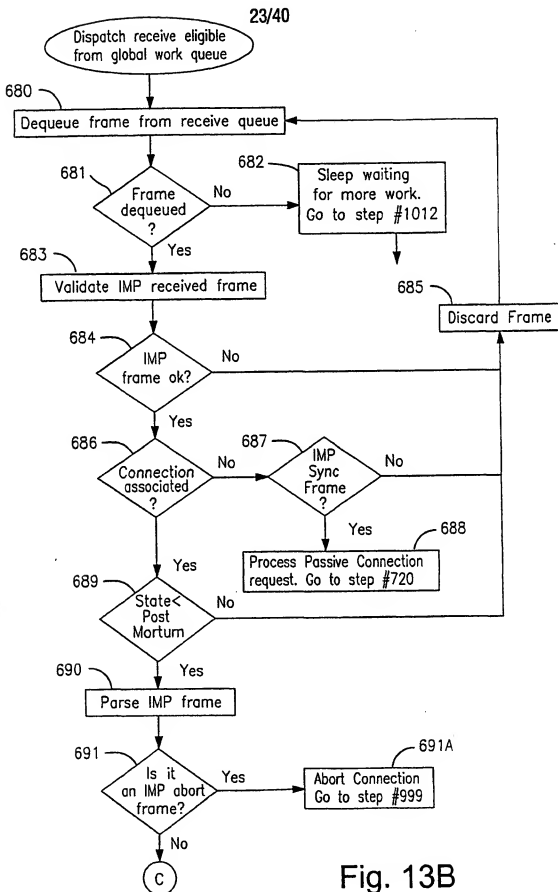 23/40
Dispatch receive eligible
from global work queue
680
Dequeue frame from receive queue
681
Frame
dequeued
?
No
Yes
682
Sleep waiting
for more work.
Go to step #1012
683
Validate IMP received frame
685
Discard Frame
684
IMP
frame ok?
No
Yes
686
Connection
associated
?
No
Yes
687
IMP
Sync
Frame
?
No
Yes
688
Process Passive Connection
request. Go to step #720
689
State<
Post
Morturn
No
Yes
690
Parse IMP frame
691
Is it
an IMP abort
frame?
Yes
No
691A
Abort Connection
Go to step #999
C
Fig. 13B